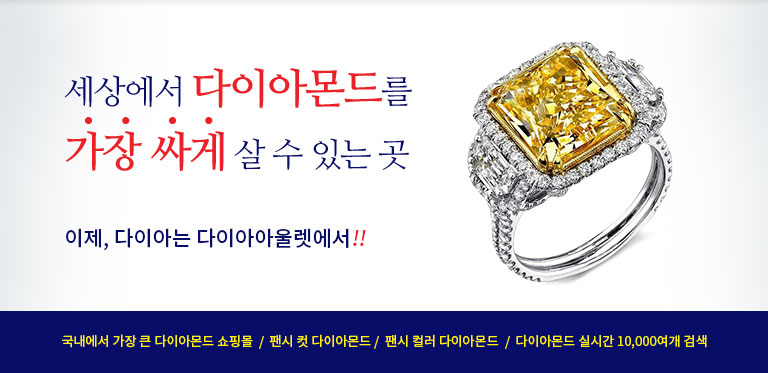 세상에서 다이아몬드를
가장 싸게 살 수 있는 곳
이제, 다이아는 다이아아울렛에서!!
국내에서 가장 큰 다이아몬드 쇼핑몰 / 팬시 컷 다이아몬드 / 팬시 컬러 다이아몬드 / 다이아몬드 실시간 10,000여개 검색